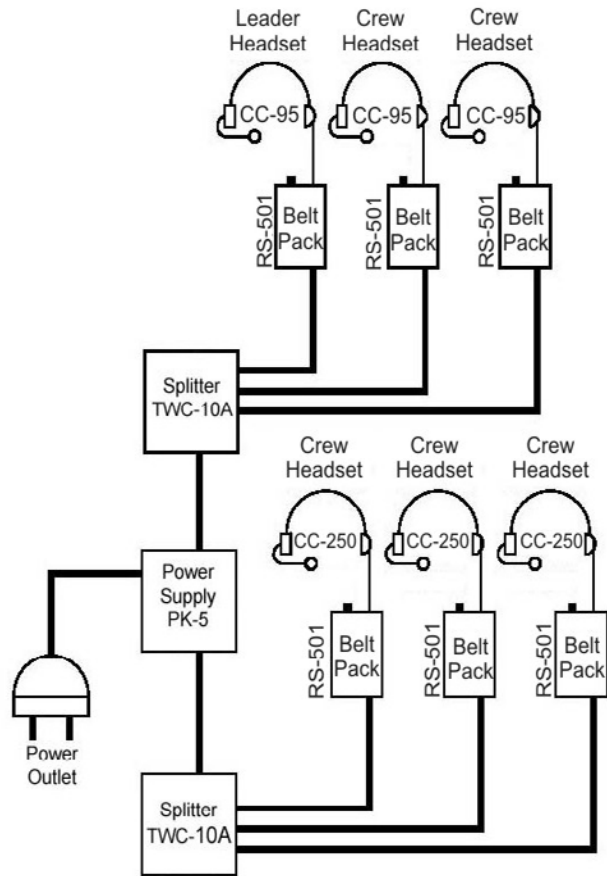 Leader
Headset
Crew
Headset
Crew
Headset
CC-95
CC-95
CC-95
RS-501
Belt
Pack
RS-501
Belt
Pack
RS-501
Belt
Pack
Splitter
TWC-10A
Crew
Headset
Crew
Headset
Crew
Headset
CC-250
CC-250
CC-250
Power
Supply
PK-5
RS-501
Belt
Pack
RS-501
Belt
Pack
RS-501
Belt
Pack
Power
Outlet
Splitter
TWC-10A